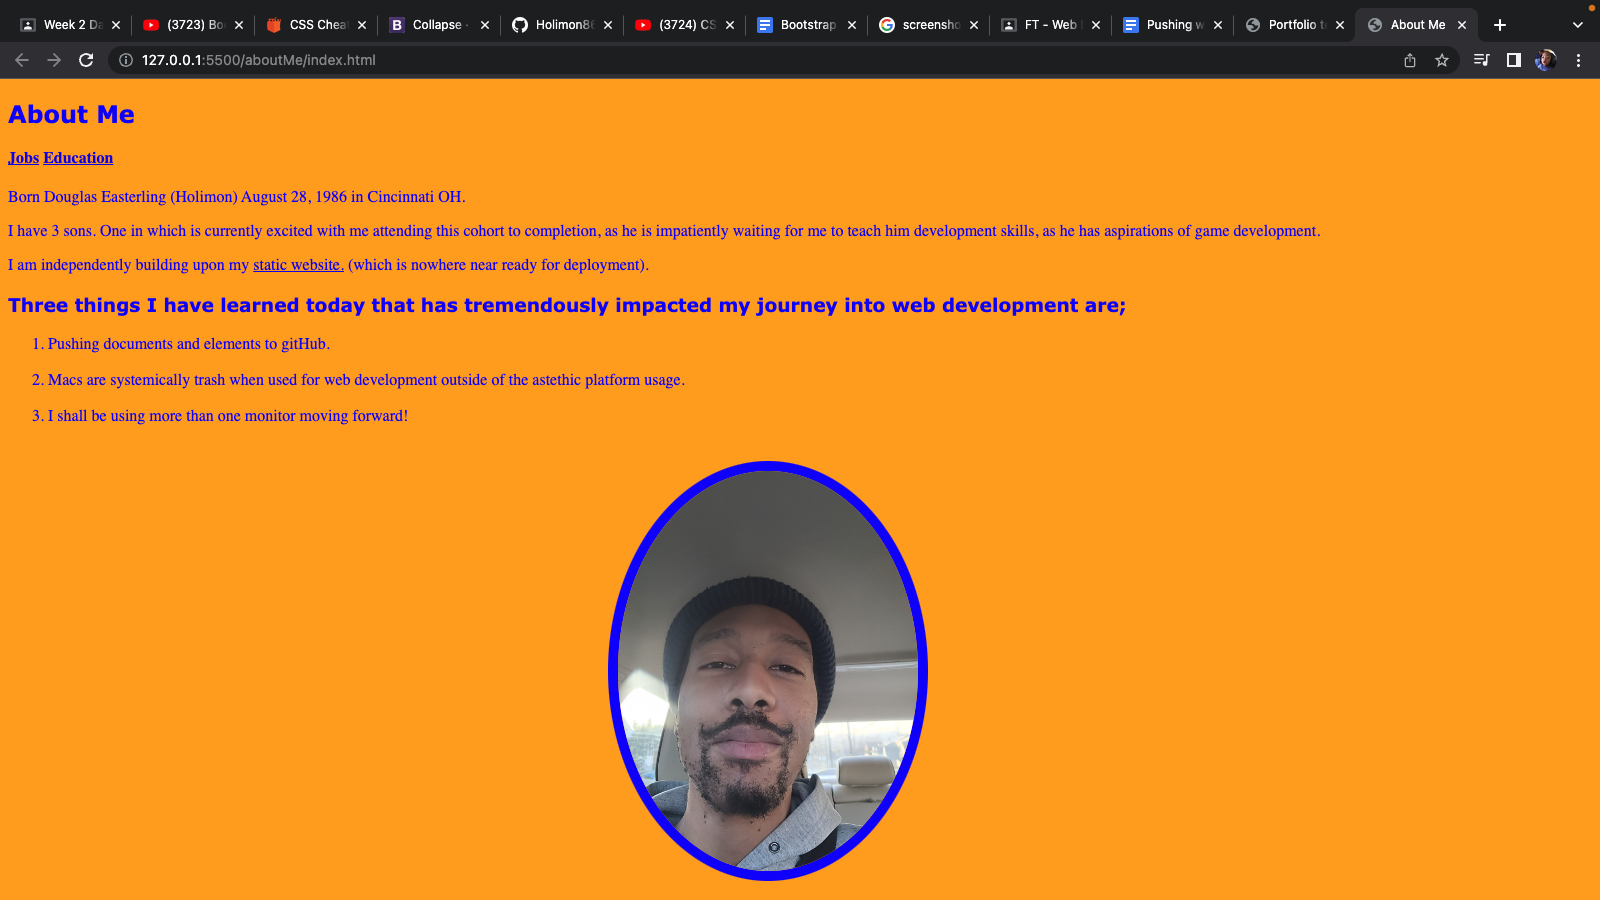 Week 2 Da
(3723) Bo
CSS Cheat
Collapse ·
Holimon86
(3724) CS
Bootstrap
screensho
FT - Web
Pushing w
Portfolio te
About Me
127.0.0.1:5500/aboutMe/index.html
About Me
Jobs Education
Born Douglas Easterling (Holimon) August 28, 1986 in Cincinnati OH.
I have 3 sons. One in which is currently excited with me attending this cohort to completion, as he is impatiently waiting for me to teach him development skills, as he has aspirations of game development.
I am independently building upon my static website. (which is nowhere near ready for deployment).
Three things I have learned today that has tremendously impacted my journey into web development are;
1. Pushing documents and elements to gitHub.
2. Macs are systemically trash when used for web development outside of the astethic platform usage.
3. I shall be using more than one monitor moving forward!